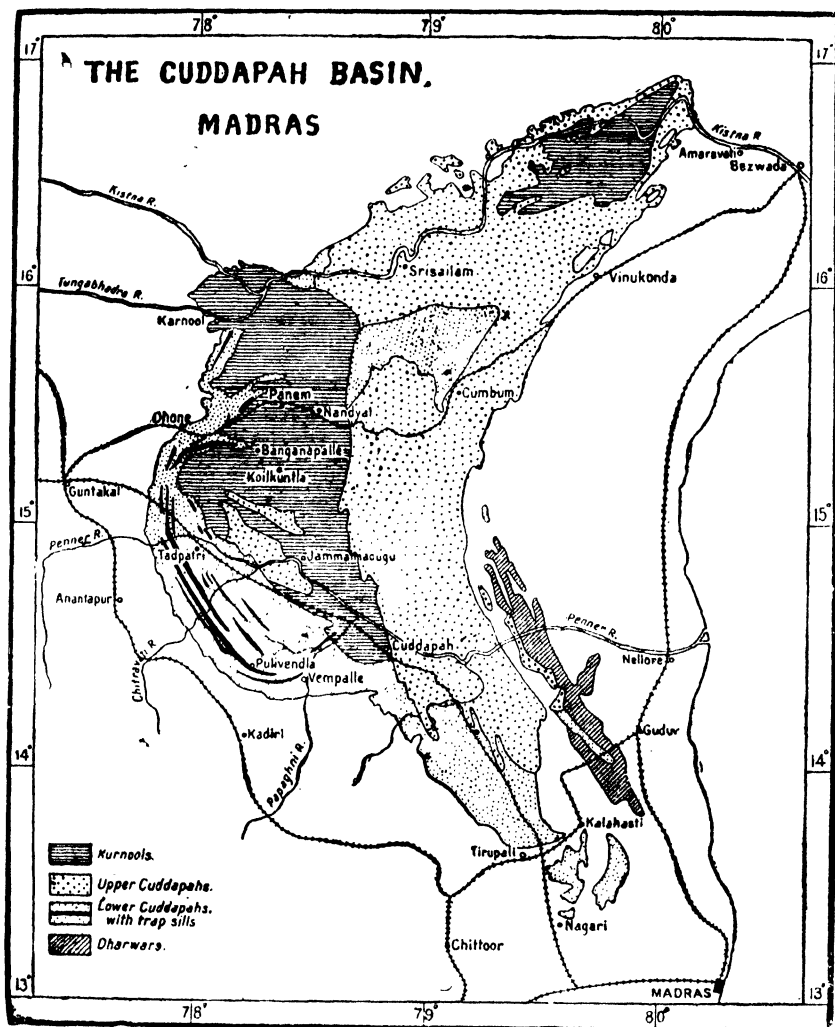 78° 79° 80°
17° 17°
THE CUDDAPAH BASIN.
MADRAS
Kistna R
Amaravati
Bezwada
Kistna R.
16° 16°
Srisailam
Vinukonda
Tungabhadra R.
Karnool
Cumbum
Panem
Nandyal
Dhone
Banganapalle
Koilkuntla
Guntakal
15° 15°
Penner R.
Tadpatri
Jammalmadugu
Anantapur
Penner R.
Cuddapah
Chitravati R.
Nellore
Pulivendla
Vempalle
Kadiri
Gudur
14° 14°
Papaghni R.
Kalahasti
Kurnools.
Tirupati
Upper Cuddapahs.
Lower Cuddapahs.
with trap sills
Nagari
Dharwars.
Chittoor
13° 13°
MADRAS
78° 79° 80°